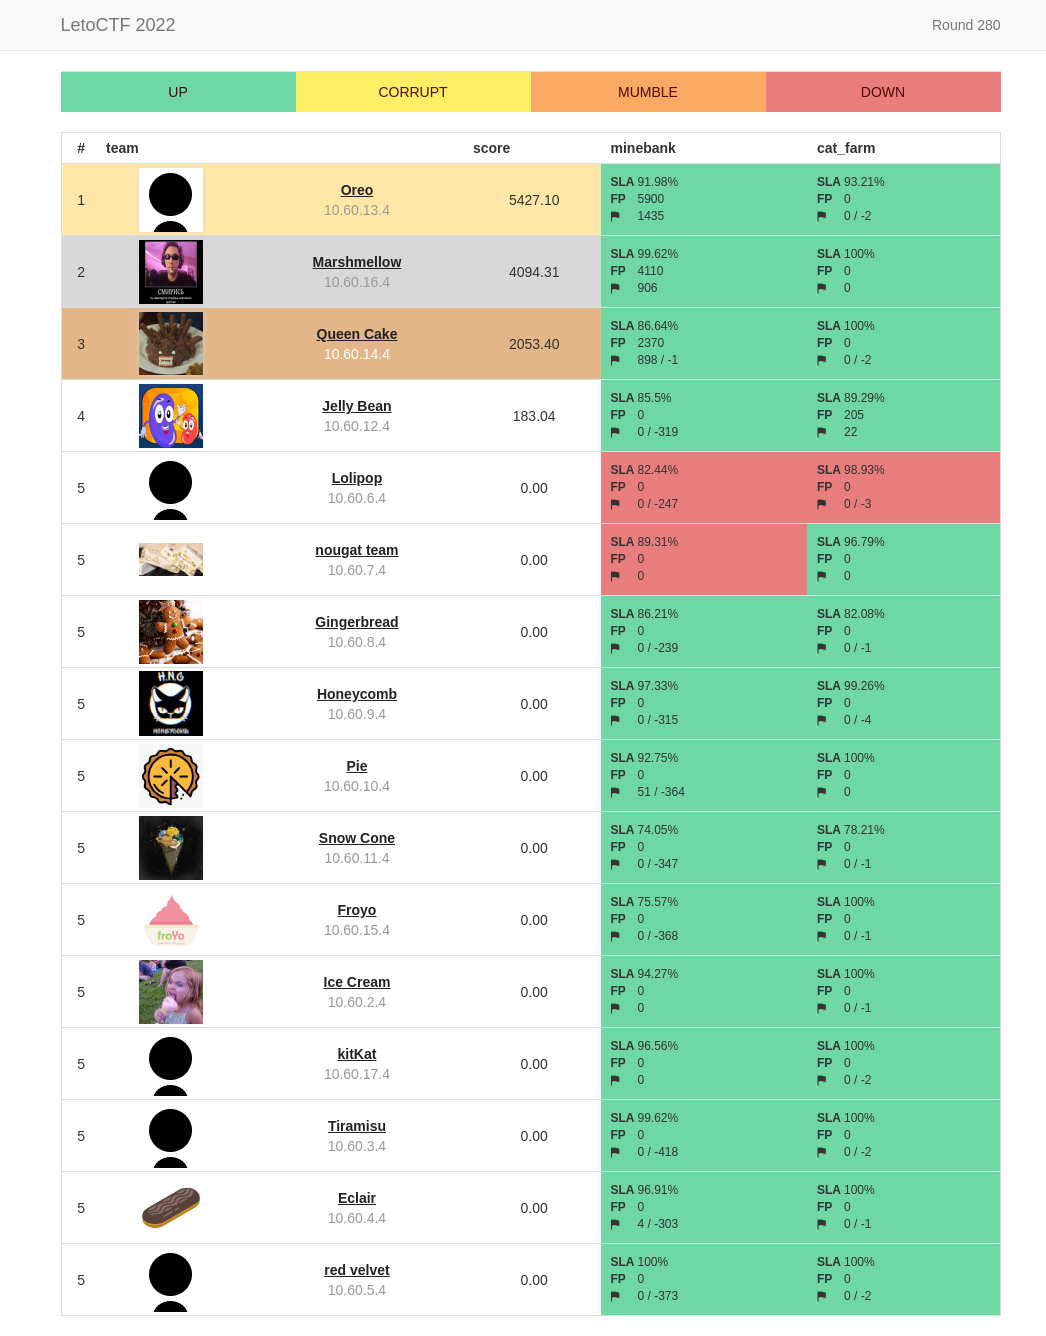 LetoCTF 2022 Round 280
UP CORRUPT MUMBLE DOWN
# team score minebank cat_farm
1 Oreo 10.60.13.4 5427.10
SLA 91.98% SLA 93.21%
FP 5900 FP 0
1435 0 / -2
СМИРИСЬ
2 Marshmellow 10.60.16.4 4094.31
SLA 99.62% SLA 100%
FP 4110 FP 0
906 0
3 Queen Cake 10.60.14.4 2053.40
SLA 86.64% SLA 100%
FP 2370 FP 0
898 / -1 0 / -2
4 Jelly Bean 10.60.12.4 183.04
SLA 85.5% SLA 89.29%
FP 0 FP 205
0 / -319 22
5 Lolipop 10.60.6.4 0.00
SLA 82.44% SLA 98.93%
FP 0 FP 0
0 / -247 0 / -3
5 nougat team 10.60.7.4 0.00
SLA 89.31% SLA 96.79%
FP 0 FP 0
0 0
5 Gingerbread 10.60.8.4 0.00
SLA 86.21% SLA 82.08%
FP 0 FP 0
0 / -239 0 / -1
H.N.C
HONEYCOMB
5 Honeycomb 10.60.9.4 0.00
SLA 97.33% SLA 99.26%
FP 0 FP 0
0 / -315 0 / -4
5 Pie 10.60.10.4 0.00
SLA 92.75% SLA 100%
FP 0 FP 0
51 / -364 0
5 Snow Cone 10.60.11.4 0.00
SLA 74.05% SLA 78.21%
FP 0 FP 0
0 / -347 0 / -1
froYo
5 Froyo 10.60.15.4 0.00
SLA 75.57% SLA 100%
FP 0 FP 0
0 / -368 0 / -1
5 Ice Cream 10.60.2.4 0.00
SLA 94.27% SLA 100%
FP 0 FP 0
0 0 / -1
5 kitKat 10.60.17.4 0.00
SLA 96.56% SLA 100%
FP 0 FP 0
0 0 / -2
5 Tiramisu 10.60.3.4 0.00
SLA 99.62% SLA 100%
FP 0 FP 0
0 / -418 0 / -2
5 Eclair 10.60.4.4 0.00
SLA 96.91% SLA 100%
FP 0 FP 0
4 / -303 0 / -1
5 red velvet 10.60.5.4 0.00
SLA 100% SLA 100%
FP 0 FP 0
0 / -373 0 / -2